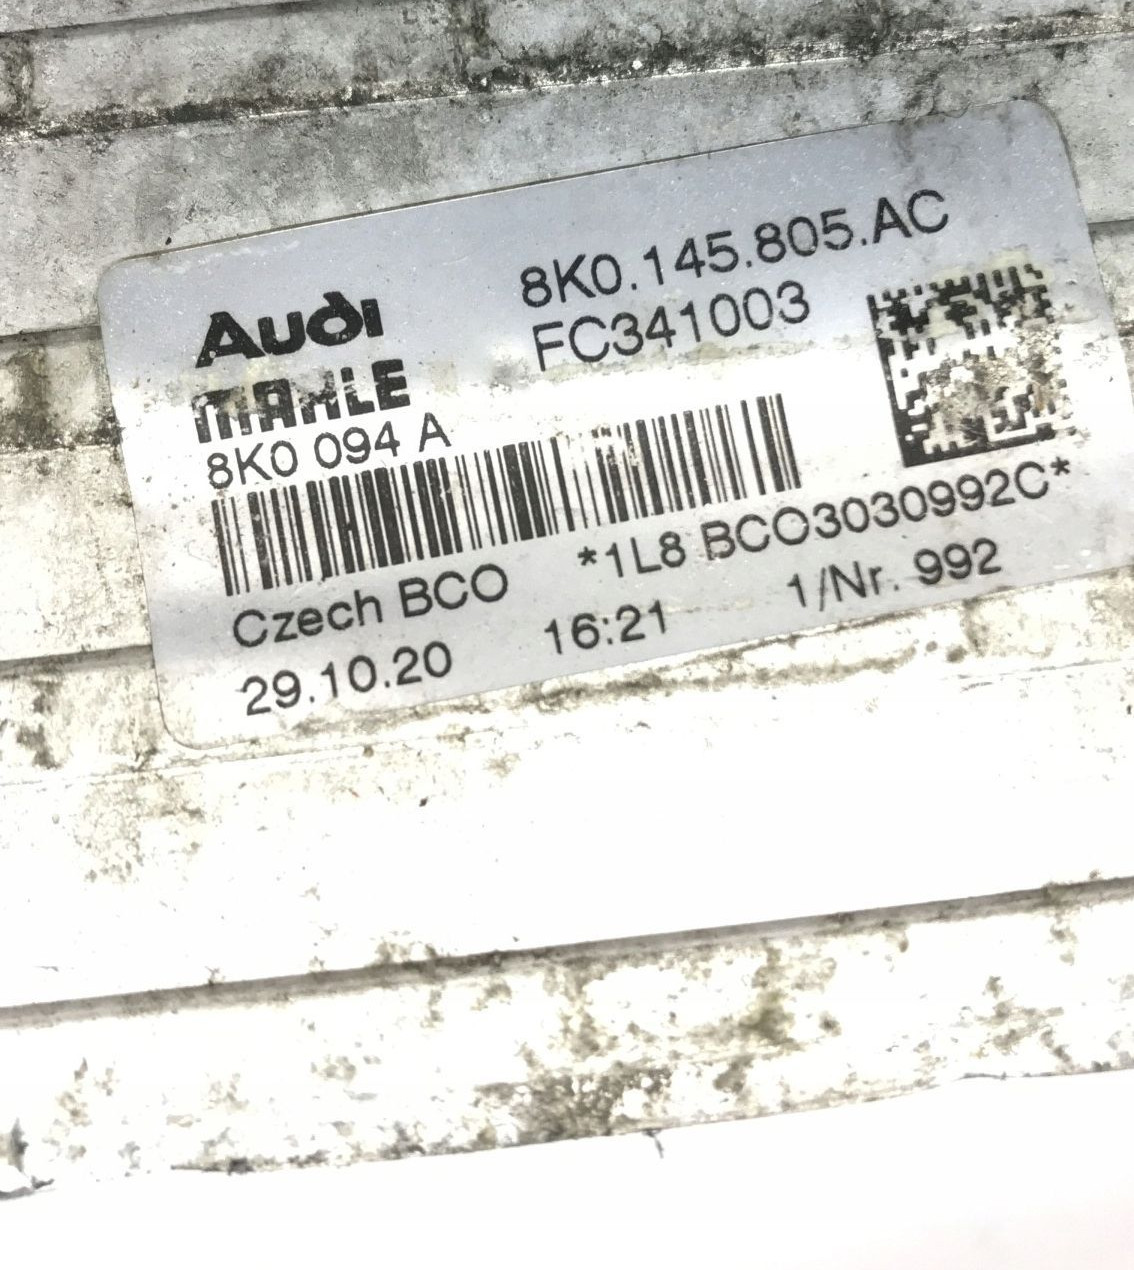 Audi
8K0.145.805.AC
MAHLE
FC341003
8K0 094 A
*1L8 BCO3030992C*
Czech BCO
29.10.20 16:21 1/Nr. 992